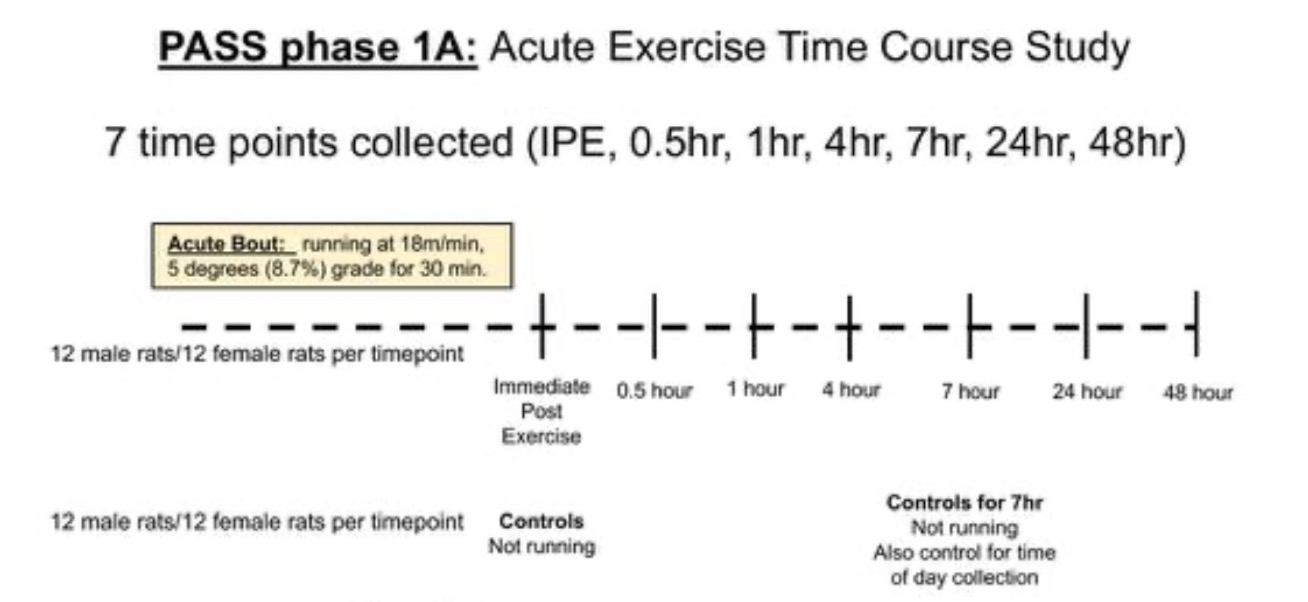 PASS phase 1A: Acute Exercise Time Course Study
7 time points collected (IPE, 0.5hr, 1hr, 4hr, 7hr, 24hr, 48hr)
Acute Bout: running at 18m/min,
5 degrees (8.7%) grade for 30 min.
12 male rats/12 female rats per timepoint
Immediate
Post
Exercise
0.5 hour
1 hour
4 hour
7 hour
24 hour
48 hour
12 male rats/12 female rats per timepoint
Controls
Not running
Controls for 7hr
Not running
Also control for time
of day collection